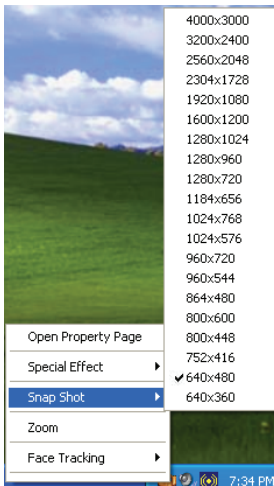 4000x3000
3200x2400
2560x2048
2304x1728
1920x1080
1600x1200
1280x1024
1280x960
1280x720
1184x656
1024x768
1024x576
960x720
960x544
864x480
800x600
800x448
752x416
640x480
640x360
Open Property Page
Special Effect
Snap Shot
Zoom
Face Tracking
7:34 PM